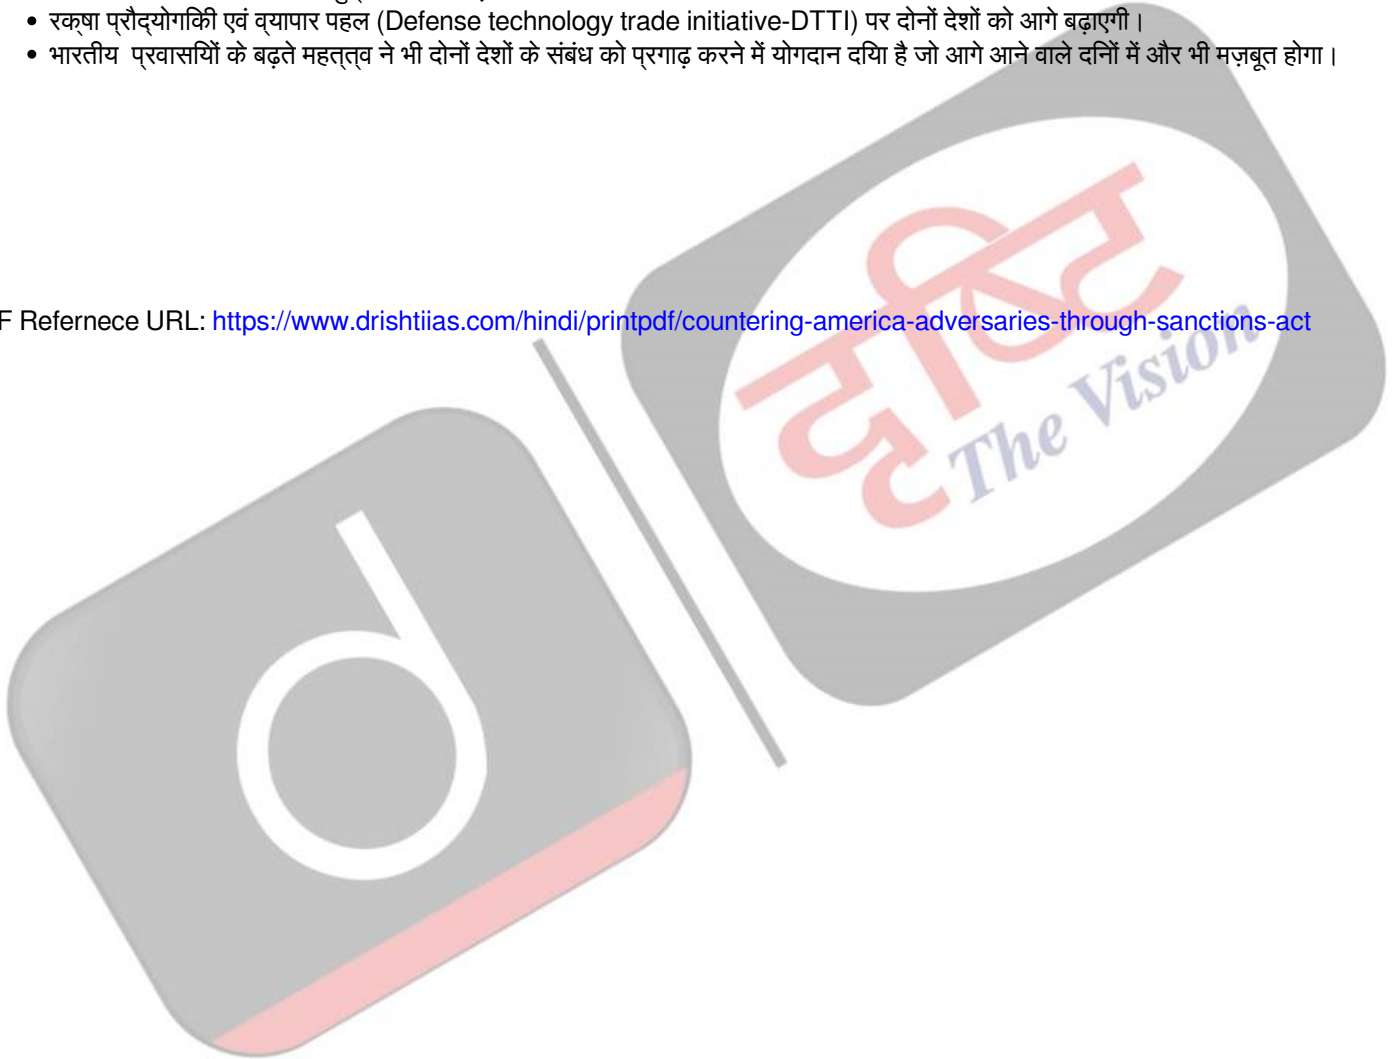 • रक्षा प्रौद्योगिकी एवं व्यापार पहल (Defense technology trade initiative-DTTI) पर दोनों देशों को आगे बढ़ाएगी।
• भारतीय प्रवासियों के बढ़ते महत्त्व ने भी दोनों देशों के संबंध को प्रगाढ़ करने में योगदान दिया है जो आगे आने वाले दिनों में और भी मज़बूत होगा।
F Refernece URL: https://www.drishtiias.com/hindi/printpdf/countering-america-adversaries-through-sanctions-act
दृष्टि
The Vision
d